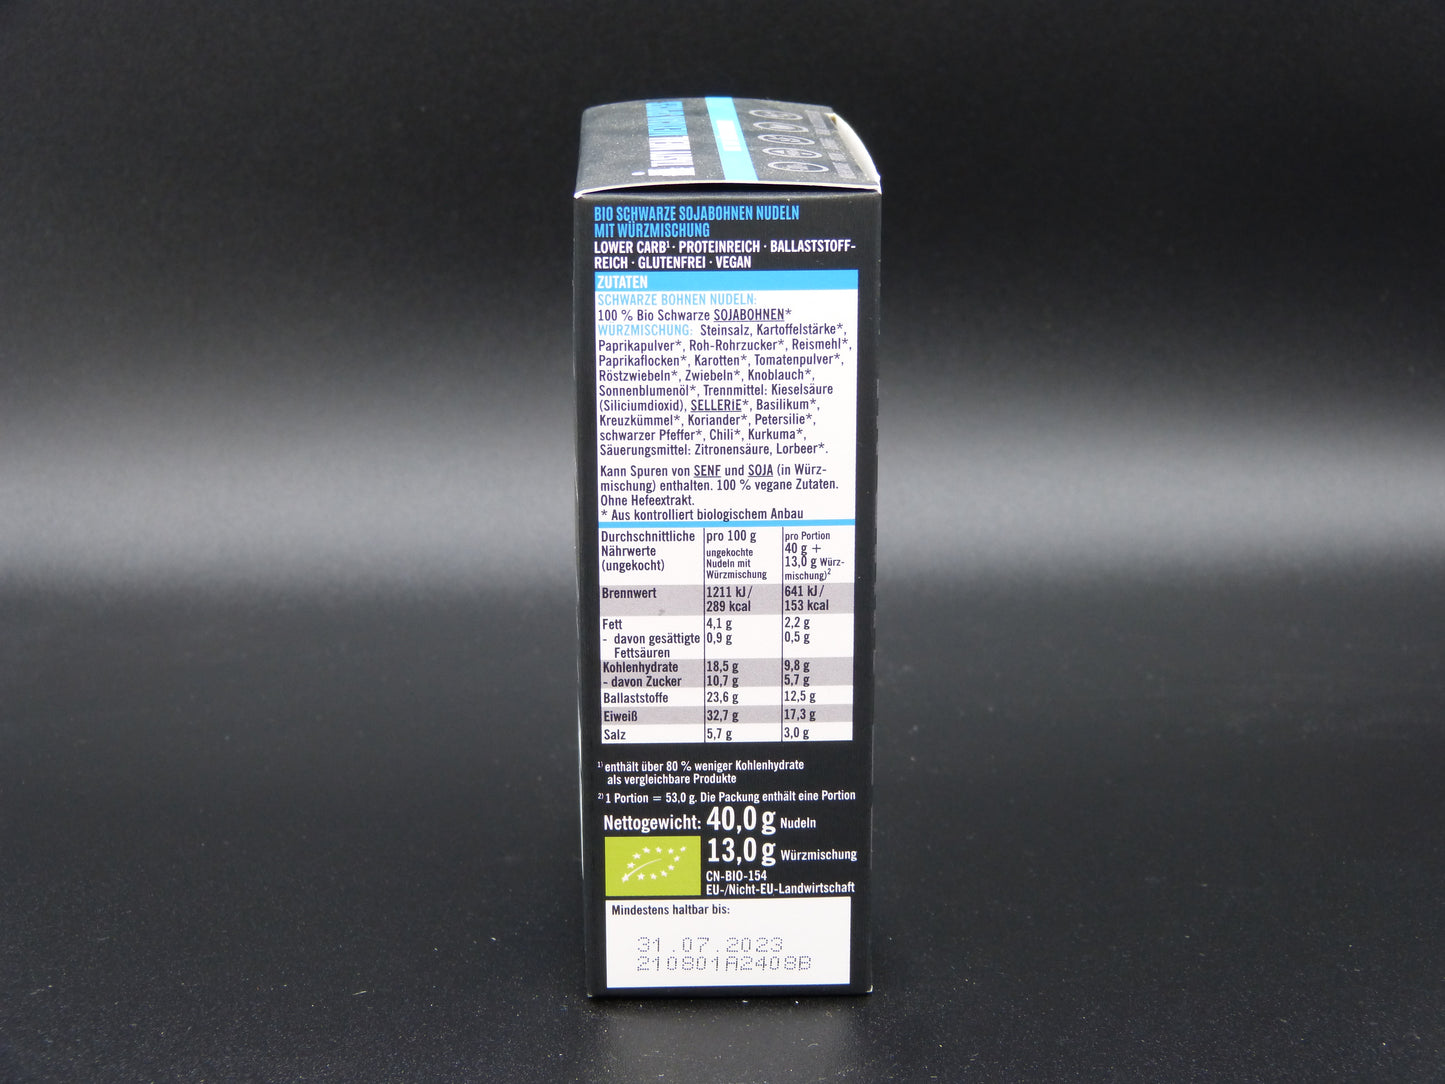 BIO SCHWARZE SOJABOHNEN NUDELN
MIT WÜRZMISCHUNG
LOWER CARB¹ · PROTEINREICH · BALLASTSTOFF-
REICH · GLUTENFREI · VEGAN
ZUTATEN
SCHWARZE BOHNEN NUDELN:
100 % Bio Schwarze SOJABOHNEN*
WÜRZMISCHUNG: Steinsalz, Kartoffelstärke*,
Paprikapulver*, Roh-Rohrzucker*, Reismehl*,
Paprikaflocken*, Karotten*, Tomatenpulver*,
Röstzwiebeln*, Zwiebeln*, Knoblauch*,
Sonnenblumenöl*, Trennmittel: Kieselsäure
(Siliciumdioxid), SELLERIE*, Basilikum*,
Kreuzkümmel*, Koriander*, Petersilie*,
schwarzer Pfeffer*, Chili*, Kurkuma*,
Säuerungsmittel: Zitronensäure, Lorbeer*.
Kann Spuren von SENF und SOJA (in Würz-
mischung) enthalten. 100 % vegane Zutaten.
Ohne Hefeextrakt.
* Aus kontrolliert biologischem Anbau
Durchschnittliche
Nährwerte
(ungekocht)
pro 100 g
ungekochte
Nudeln mit
Würzmischung
pro Portion
40 g +
13,0 g Würz-
mischung)²
Brennwert 1211 kJ / 641 kJ /
289 kcal 153 kcal
Fett 4,1 g 2,2 g
- davon gesättigte 0,9 g 0,5 g
Fettsäuren
Kohlenhydrate 18,5 g 9,8 g
- davon Zucker 10,7 g 5,7 g
Ballaststoffe 23,6 g 12,5 g
Eiweiß 32,7 g 17,3 g
Salz 5,7 g 3,0 g
¹⁾ enthält über 80 % weniger Kohlenhydrate
als vergleichbare Produkte
²⁾ 1 Portion = 53,0 g. Die Packung enthält eine Portion
Nettogewicht: 40,0 g Nudeln
13,0 g Würzmischung
CN-BIO-154
EU-/Nicht-EU-Landwirtschaft
Mindestens haltbar bis:
31.07.2023
210801A2408B